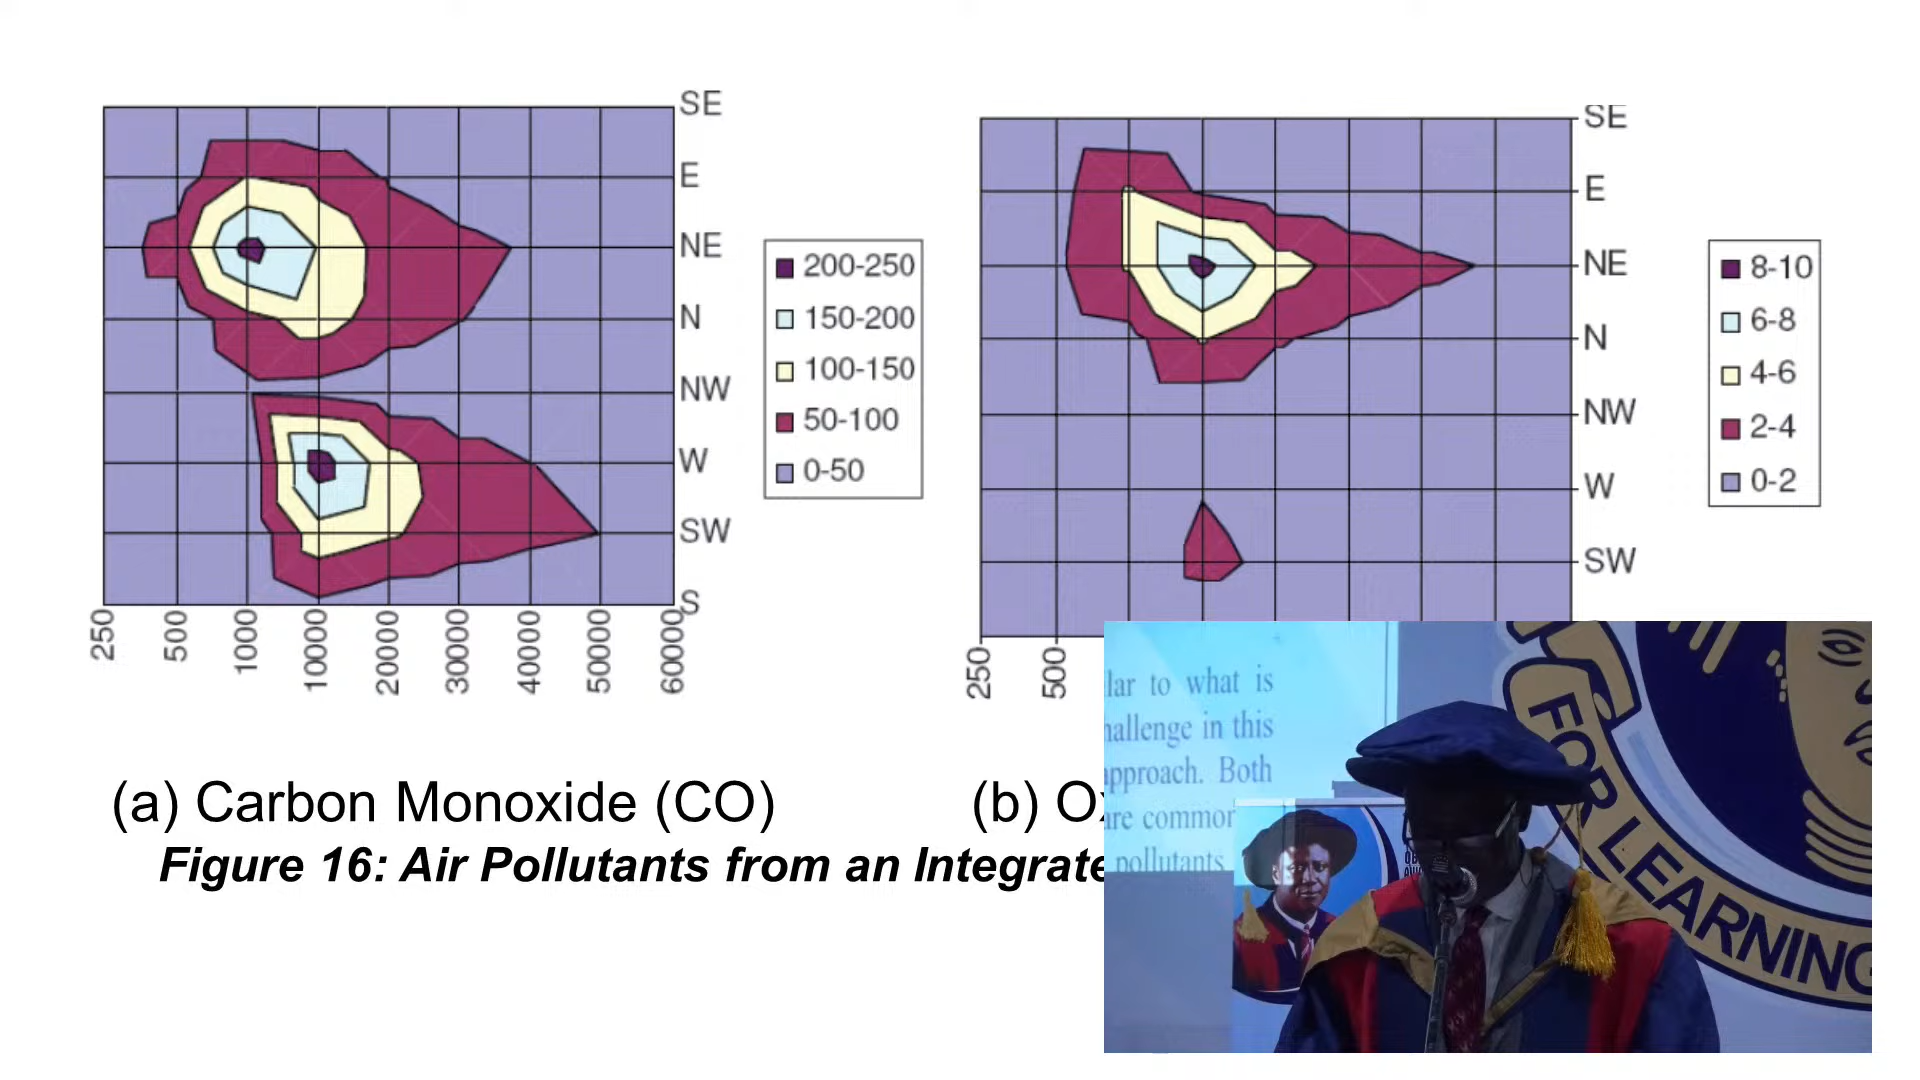 SE
E
NE
N
NW
W
SW
S
250
500
1000
10000
20000
30000
40000
50000
60000
200-250
150-200
100-150
50-100
0-50
SE
E
NE
N
NW
W
SW
250
500
8-10
6-8
4-6
2-4
0-2
(a) Carbon Monoxide (CO)
(b) Ox
Figure 16: Air Pollutants from an Integrate
lar to what is
hallenge in this
approach. Both
are common
pollutants
FOR LEARNING